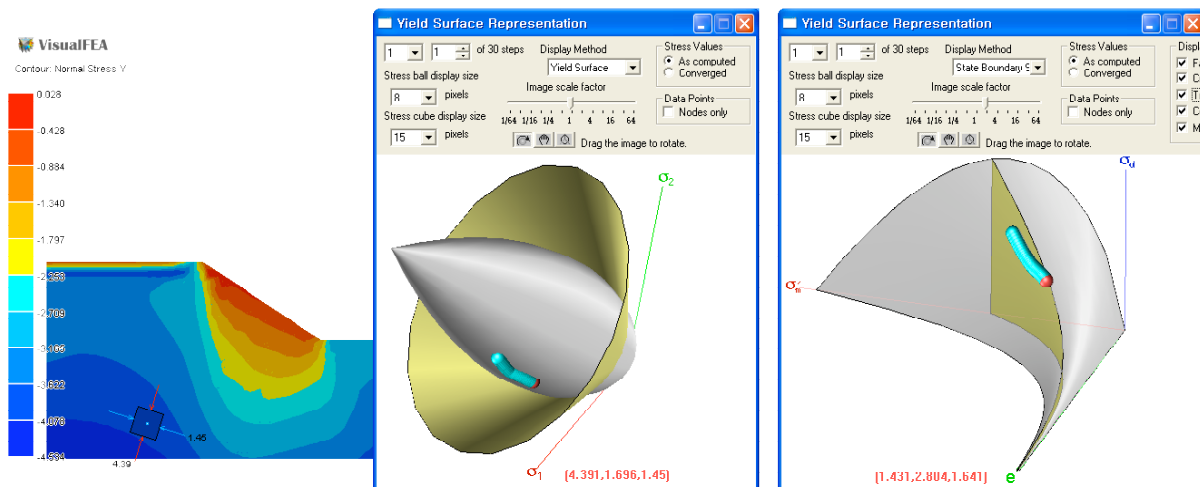 VisualFEA
Contour: Normal Stress Y
0.028
-0.428
-0.884
-1.340
-1.797
-2.709
-4.078
1.45
4.39
Yield Surface Representation
1
1
of 30 steps
Display Method
Yield Surface
Stress Values
As computed
Converged
Stress ball display size
8
pixels
Image scale factor
1/64 1/16 1/4 1 4 16 64
Data Points
Nodes only
Stress cube display size
15
pixels
Drag the image to rotate.
σ2
σ1
(4.391,1.696,1.45)
Yield Surface Representation
1
1
of 30 steps
Display Method
State Boundary S
Stress Values
As computed
Converged
Stress ball display size
8
pixels
Image scale factor
1/64 1/16 1/4 1 4 16 64
Data Points
Nodes only
Stress cube display size
15
pixels
Drag the image to rotate.
Displ
F
C
T
C
M
σd
e
(1.431,2.804,1.641)